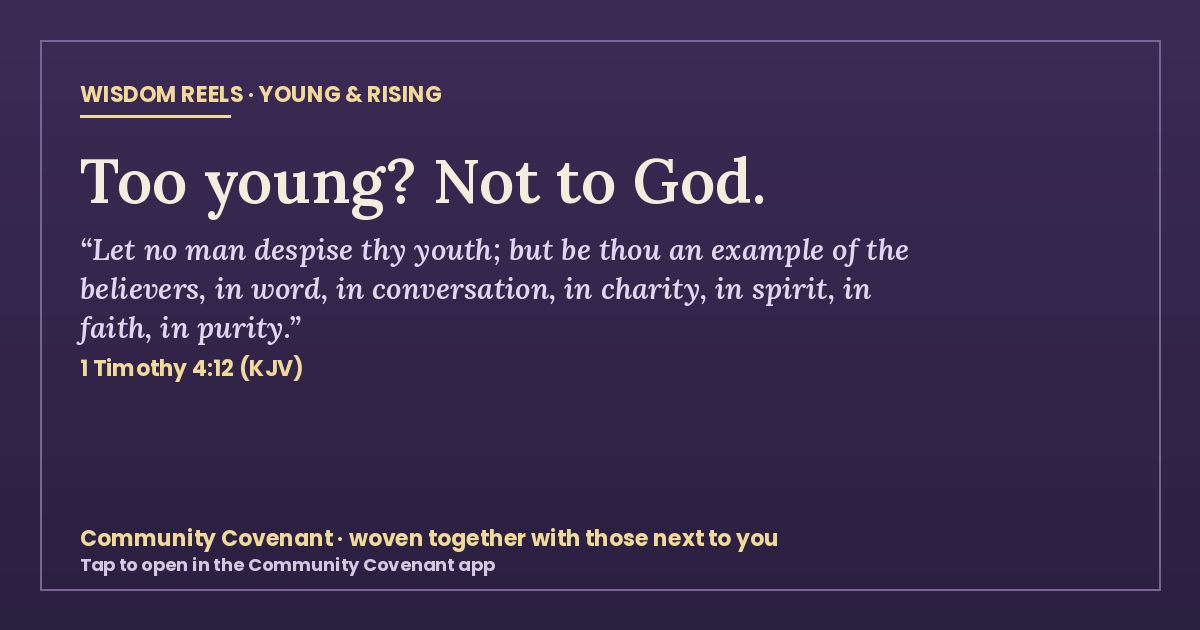 WISDOM REELS · YOUNG & RISING
Too young? Not to God.
“Let no man despise thy youth; but be thou an example of the
believers, in word, in conversation, in charity, in spirit, in
faith, in purity.”
1 Timothy 4:12 (KJV)
Community Covenant · woven together with those next to you
Tap to open in the Community Covenant app